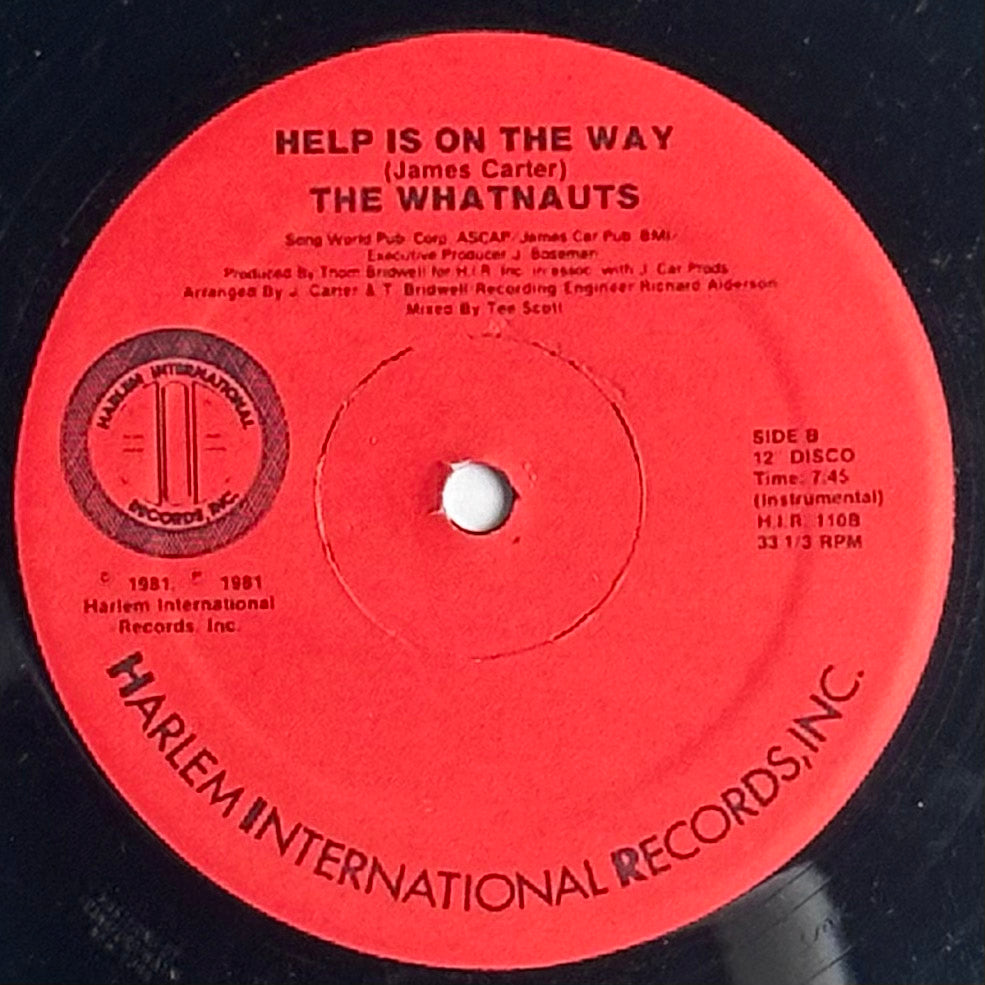 HELP IS ON THE WAY
(James Carter)
THE WHATNAUTS
Song World Pub. Corp. ASCAP/James Car Pub. BMI
Executive Producer J. Boseman
Produced By Thom Bridwell for H.I.R. Inc. in assoc. with J. Car Prods.
Arranged By J. Carter & T. Bridwell/Recording Engineer Richard Alderson
Mixed By Tee Scott
HARLEM INTERNATIONAL
RECORDS, INC.
SIDE B
12" DISCO
Time: 7:45
(Instrumental)
H.I.R. 110B
33 1/3 RPM
© 1981, ℗ 1981
Harlem International
Records, Inc.
HARLEM INTERNATIONAL RECORDS, INC.